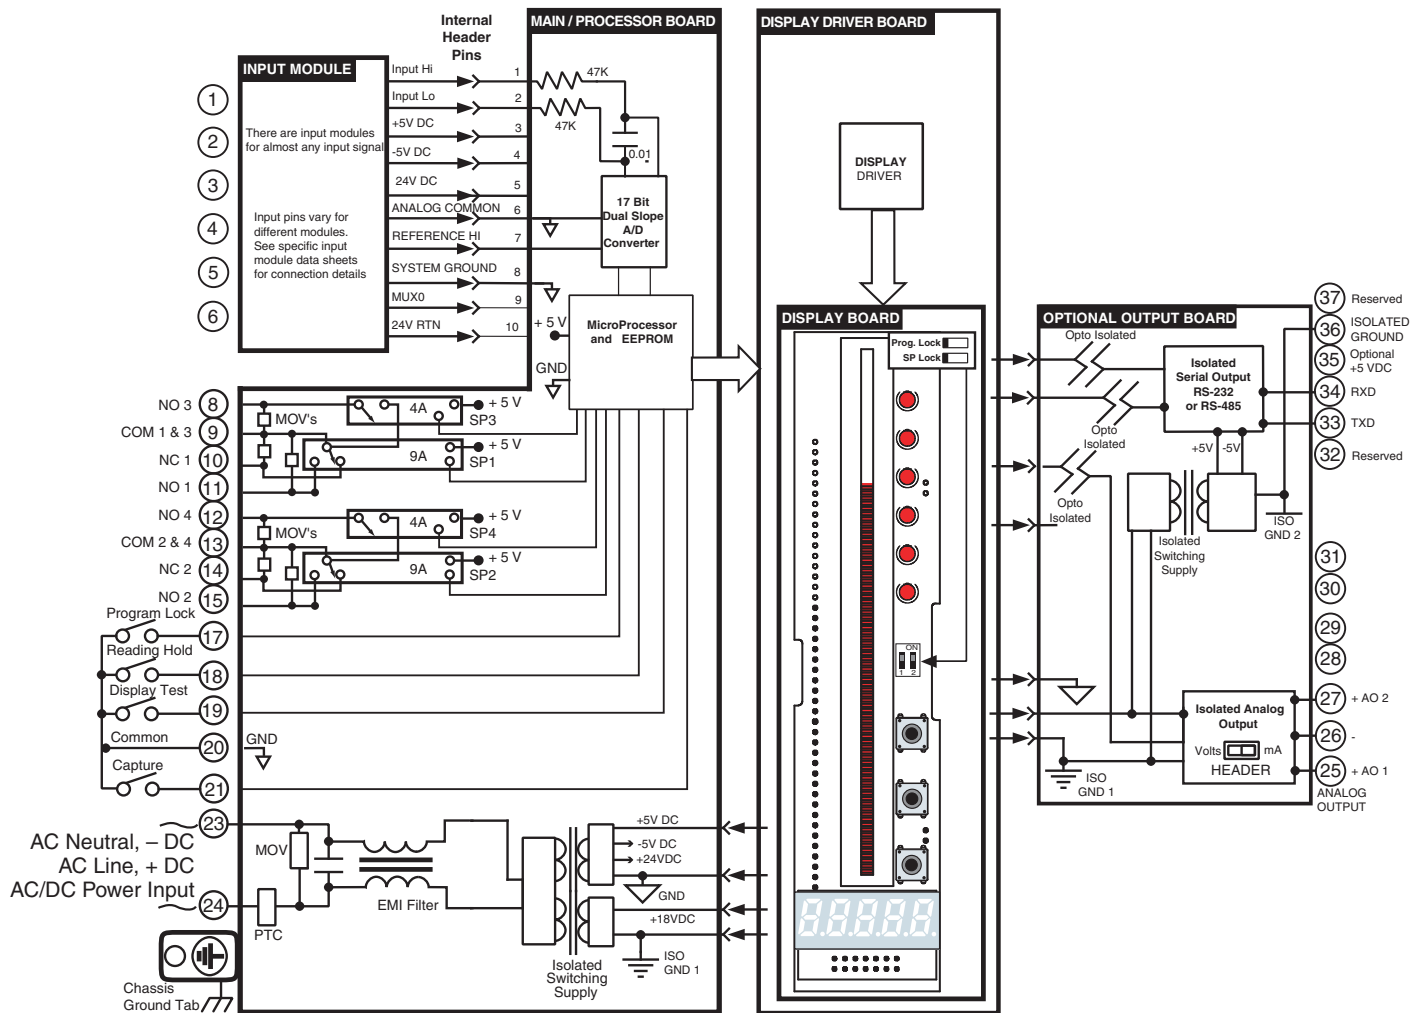 Internal
Header
Pins
MAIN / PROCESSOR BOARD
DISPLAY DRIVER BOARD
INPUT MODULE
There are input modules
for almost any input signal
Input pins vary for
different modules.
See specific input
module data sheets
for connection details
1
2
3
4
5
6
Input Hi
1
Input Lo
2
+5V DC
3
-5V DC
4
24V DC
5
ANALOG COMMON
6
REFERENCE HI
7
SYSTEM GROUND
8
MUX0
9
24V RTN
10
47K
47K
0.01
17 Bit
Dual Slope
A/D
Converter
+ 5 V
GND
MicroProcessor
and EEPROM
NO 3
8
COM 1 & 3
9
NC 1
10
NO 1
11
NO 4
12
COM 2 & 4
13
NC 2
14
NO 2
15
MOV's
4A
+ 5 V
SP3
9A
+ 5 V
SP1
MOV's
4A
+ 5 V
SP4
9A
+ 5 V
SP2
Program Lock
17
Reading Hold
18
Display Test
19
Common
20
GND
Capture
21
23
AC Neutral, – DC
AC Line, + DC
AC/DC Power Input
24
MOV
PTC
EMI Filter
Isolated
Switching
Supply
+5V DC
-5V DC
+24VDC
GND
+18VDC
ISO
GND 1
Chassis
Ground Tab
DISPLAY
DRIVER
DISPLAY BOARD
Prog. Lock
SP Lock
ON
1 2
8.8.8.8.8.
OPTIONAL OUTPUT BOARD
Opto Isolated
Opto
Isolated
Opto
Isolated
Isolated
Serial Output
RS-232
or RS-485
+5V
-5V
Isolated
Switching
Supply
ISO
GND 2
37
Reserved
36
ISOLATED
GROUND
35
Optional
+5 VDC
34
RXD
33
TXD
32
Reserved
31
30
29
28
27
+ AO 2
26
-
25
+ AO 1
ANALOG
OUTPUT
Isolated Analog
Output
Volts
mA
HEADER
ISO
GND 1